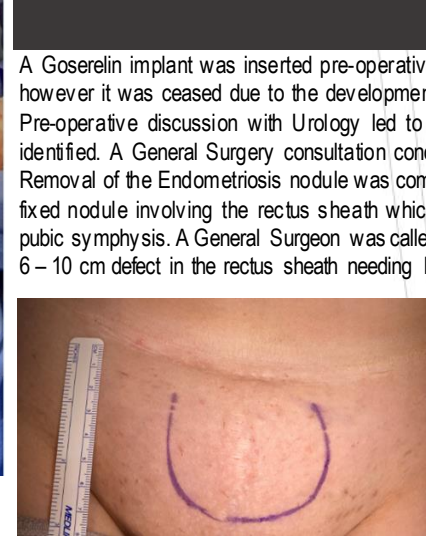 A Goserelin implant was inserted pre-operativ
however it was ceased due to the developmen
Pre-operative discussion with Urology led to
identified. A General Surgery consultation conc
Removal of the Endometriosis nodule was com
fixed nodule involving the rectus sheath whic
pubic symphysis. A General Surgeon was calle
6 – 10 cm defect in the rectus sheath needing